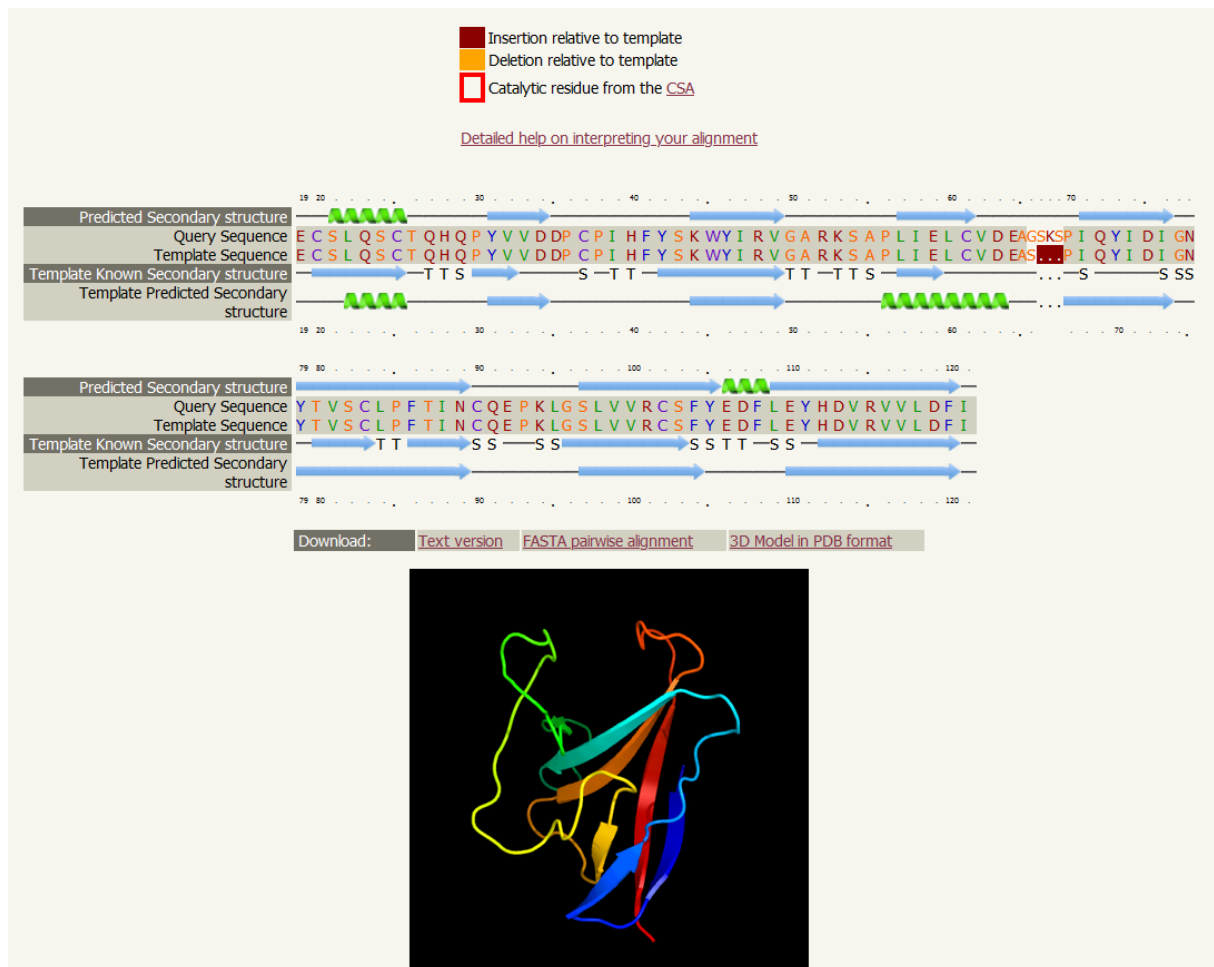 Insertion relative to template
Deletion relative to template
Catalytic residue from the CSA
Detailed help on interpreting your alignment
19 20 . . . . . . . . . 30 . . . . . . . . . 40 . . . . . . . . . 50 . . . . . . . . . 60 . . . . . . . . . 70 . . . . . . . .
Predicted Secondary structure
Query Sequence E C S L Q S C T Q H Q P Y V V D D P C P I H F Y S K W Y I R V G A R K S A P L I E L C V D E A G S K S P I Q Y I D I G N
Template Sequence E C S L Q S C T Q H Q P Y V V D D P C P I H F Y S K W Y I R V G A R K S A P L I E L C V D E A S . . . P I Q Y I D I G N
Template Known Secondary structure T T S S T T T T T T S . . . S S S S
Template Predicted Secondary . . .
structure
19 20 . . . . . . . . . 30 . . . . . . . . . 40 . . . . . . . . . 50 . . . . . . . . . 60 . . . . . . . . . 70 . . . .
79 80 . . . . . . . . . 90 . . . . . . . . . 100 . . . . . . . . . 110 . . . . . . . . . 120 .
Predicted Secondary structure
Query Sequence Y T V S C L P F T I N C Q E P K L G S L V V R C S F Y E D F L E Y H D V R V V L D F I
Template Sequence Y T V S C L P F T I N C Q E P K L G S L V V R C S F Y E D F L E Y H D V R V V L D F I
Template Known Secondary structure T T S S S S S S T T S S
Template Predicted Secondary
structure
79 80 . . . . . . . . . 90 . . . . . . . . . 100 . . . . . . . . . 110 . . . . . . . . . 120 .
Download: Text version FASTA pairwise alignment 3D Model in PDB format